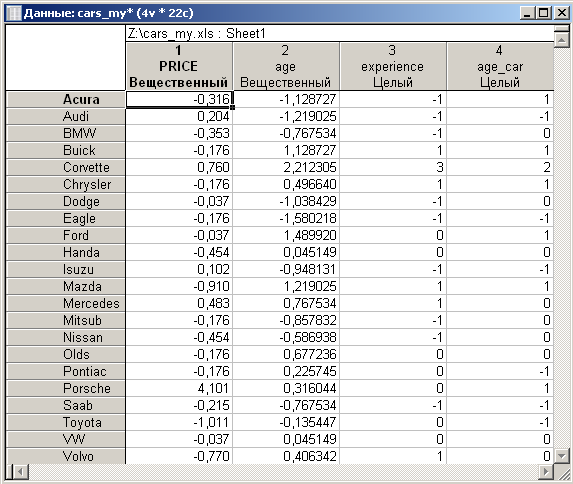 Данные: cars_my* (4v * 22c)
Z:\cars_my.xls : Sheet1
1 2 3 4
PRICE age experience age_car
Вещественный Вещественный Целый Целый
Acura -0,316 -1,128727 -1 1
Audi 0,204 -1,219025 -1 -1
BMW -0,353 -0,767534 -1 0
Buick -0,176 1,128727 1 1
Corvette 0,760 2,212305 3 2
Chrysler -0,176 0,496640 1 1
Dodge -0,037 -1,038429 -1 0
Eagle -0,176 -1,580218 -1 -1
Ford -0,037 1,489920 0 1
Handa -0,454 0,045149 0 0
Isuzu 0,102 -0,948131 -1 -1
Mazda -0,910 1,219025 1 1
Mercedes 0,483 0,767534 1 0
Mitsub -0,176 -0,857832 -1 0
Nissan -0,454 -0,586938 -1 0
Olds -0,176 0,677236 0 0
Pontiac -0,176 0,225745 -1 0
Porsche 4,101 0,316044 0 1
Saab -0,215 -0,767534 -1 -1
Toyota -1,011 -0,135447 0 -1
VW -0,037 0,045149 0 0
Volvo -0,770 0,406342 1 0